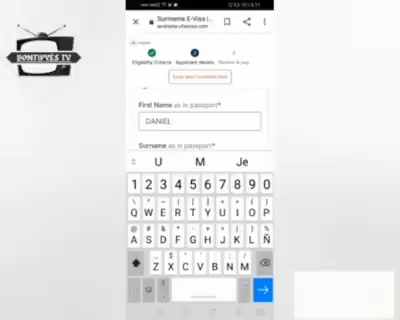 Suriname E-Visa |...
suriname.vfsevisa.com
Eligibility Criteria
Applicant details
Review & pay
First Name as in passport*
DANIEL
Surname as in passport*
BONTIPYÈS TV
U M Je
1 2 3 4 5 6 7 8 9 0
Q W E R T Y U I O P
A S D F G H J K L Ñ
Z X C V B N M